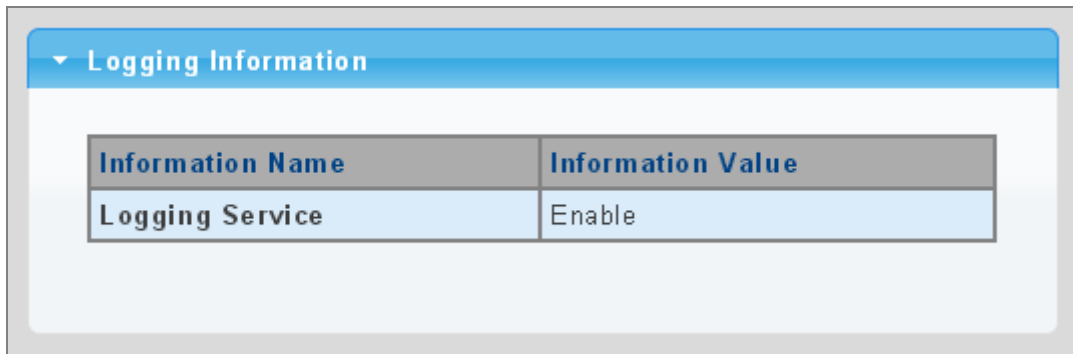 Logging Information
Information Name Information Value
Logging Service Enable